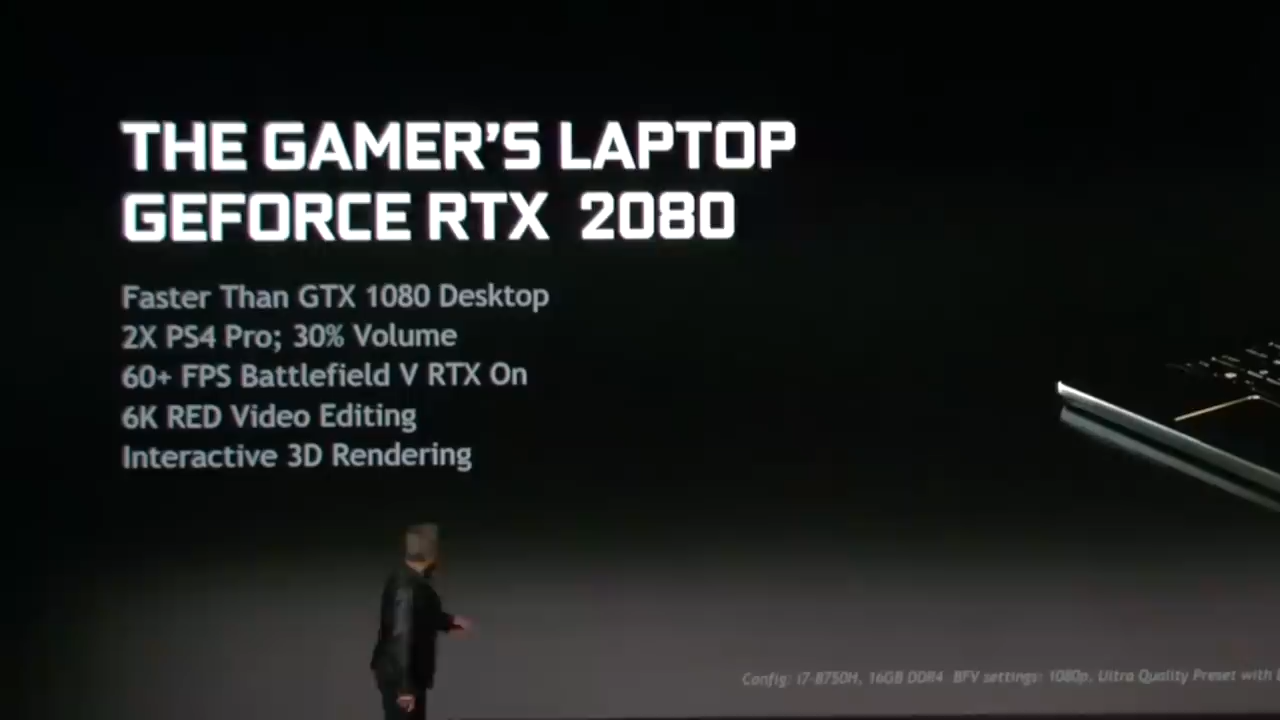 THE GAMER'S LAPTOP
GEFORCE RTX 2080
Faster Than GTX 1080 Desktop
2X PS4 Pro; 30% Volume
60+ FPS Battlefield V RTX On
6K RED Video Editing
Interactive 3D Rendering
Config: i7-8750H, 16GB DDR4 BFV settings: 1080p, Ultra Quality Preset with